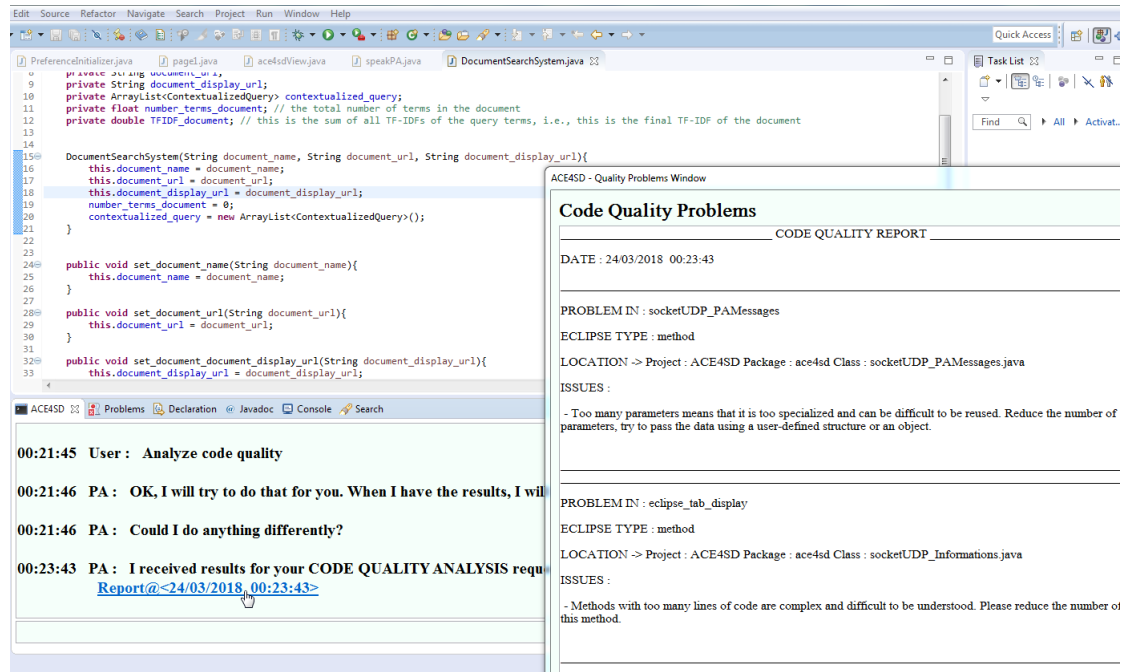 Edit Source Refactor Navigate Search Project Run Window Help
Quick Access
PreferenceInitializer.java page1.java ace4sdView.java speakPA.java DocumentSearchSystem.java
Task List
Find All Activat..
8 private String document_url;
9 private String document_display_url;
10 private ArrayList<ContextualizedQuery> contextualized_query;
11 private float number_terms_document; // the total number of terms in the document
12 private double TFIDF_document; // this is the sum of all TF-IDFs of the query terms, i.e., this is the final TF-IDF of the document
13
14
15 DocumentSearchSystem(String document_name, String document_url, String document_display_url){
16 this.document_name = document_name;
17 this.document_url = document_url;
18 this.document_display_url = document_display_url;
19 number_terms_document = 0;
20 contextualized_query = new ArrayList<ContextualizedQuery>();
21 }
22
23
24 public void set_document_name(String document_name){
25 this.document_name = document_name;
26 }
27
28 public void set_document_url(String document_url){
29 this.document_url = document_url;
30 }
31
32 public void set_document_document_display_url(String document_display_url){
33 this.document_display_url = document_display_url;
ACE4SD Problems Declaration Javadoc Console Search
00:21:45 User : Analyze code quality
00:21:46 PA : OK, I will try to do that for you. When I have the results, I wil
00:21:46 PA : Could I do anything differently?
00:23:43 PA : I received results for your CODE QUALITY ANALYSIS requ
Report@<24/03/2018 00:23:43>
ACE4SD - Quality Problems Window
Code Quality Problems
CODE QUALITY REPORT
DATE : 24/03/2018 00:23:43
PROBLEM IN : socketUDP_PAMessages
ECLIPSE TYPE : method
LOCATION -> Project : ACE4SD Package : ace4sd Class : socketUDP_PAMessages.java
ISSUES :
- Too many parameters means that it is too specialized and can be difficult to be reused. Reduce the number of
parameters, try to pass the data using a user-defined structure or an object.
PROBLEM IN : eclipse_tab_display
ECLIPSE TYPE : method
LOCATION -> Project : ACE4SD Package : ace4sd Class : socketUDP_Informations.java
ISSUES :
- Methods with too many lines of code are complex and difficult to be understood. Please reduce the number of
this method.